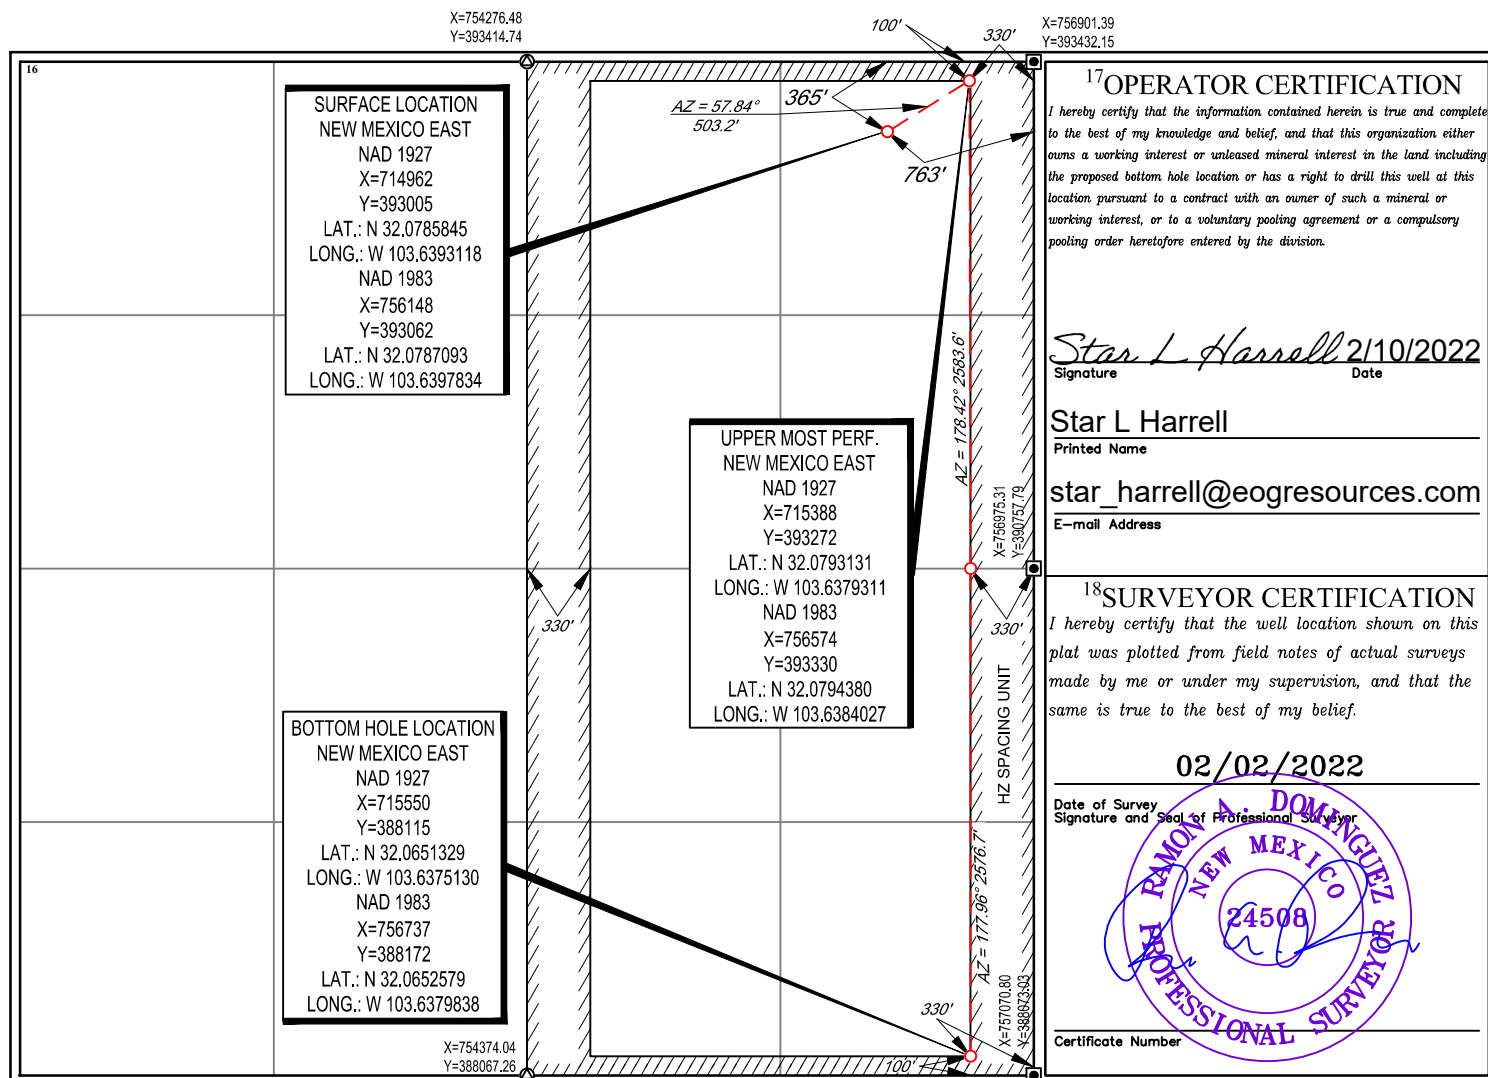 X=754276.48
Y=393414.74
100'
330'
X=756901.39
Y=393432.15
16
SURFACE LOCATION
NEW MEXICO EAST
NAD 1927
X=714962
Y=393005
LAT.: N 32.0785845
LONG.: W 103.6393118
NAD 1983
X=756148
Y=393062
LAT.: N 32.0787093
LONG.: W 103.6397834
AZ = 57.84°
503.2'
365'
763'
AZ = 178.42° 2583.6'
UPPER MOST PERF.
NEW MEXICO EAST
NAD 1927
X=715388
Y=393272
LAT.: N 32.0793131
LONG.: W 103.6379311
NAD 1983
X=756574
Y=393330
LAT.: N 32.0794380
LONG.: W 103.6384027
X=756975.31
Y=390757.79
330'
330'
HZ SPACING UNIT
BOTTOM HOLE LOCATION
NEW MEXICO EAST
NAD 1927
X=715550
Y=388115
LAT.: N 32.0651329
LONG.: W 103.6375130
NAD 1983
X=756737
Y=388172
LAT.: N 32.0652579
LONG.: W 103.6379838
AZ = 177.96° 2576.7'
X=757070.80
Y=388073.03
330'
100'
X=754374.04
Y=388067.26
17OPERATOR CERTIFICATION
I hereby certify that the information contained herein is true and complete
to the best of my knowledge and belief, and that this organization either
owns a working interest or unleased mineral interest in the land including
the proposed bottom hole location or has a right to drill this well at this
location pursuant to a contract with an owner of such a mineral or
working interest, or to a voluntary pooling agreement or a compulsory
pooling order heretofore entered by the division.
Star L Harrell 2/10/2022
Signature Date
Star L Harrell
Printed Name
star_harrell@eogresources.com
E-mail Address
18SURVEYOR CERTIFICATION
I hereby certify that the well location shown on this
plat was plotted from field notes of actual surveys
made by me or under my supervision, and that the
same is true to the best of my belief.
02/02/2022
Date of Survey
Signature and Seal of Professional Surveyor
RAMON A. DOMINGUEZ
NEW MEXICO
24508
PROFESSIONAL SURVEYOR
Certificate Number